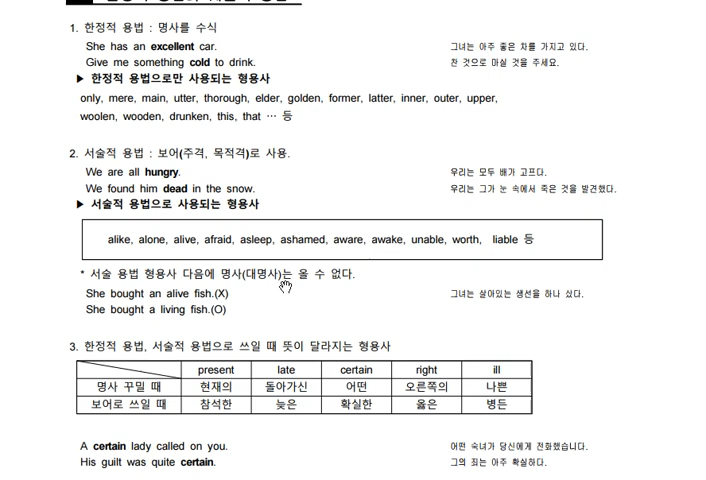 1. 한정적 용법 : 명사를 수식
She has an excellent car. 그녀는 아주 좋은 차를 가지고 있다.
Give me something cold to drink. 찬 것으로 마실 것을 주세요.
▶ 한정적 용법으로만 사용되는 형용사
only, mere, main, utter, thorough, elder, golden, former, latter, inner, outer, upper,
woolen, wooden, drunken, this, that … 등
2. 서술적 용법 : 보어(주격, 목적격)로 사용.
We are all hungry. 우리는 모두 배가 고프다.
We found him dead in the snow. 우리는 그가 눈 속에서 죽은 것을 발견했다.
▶ 서술적 용법으로 사용되는 형용사
alike, alone, alive, afraid, asleep, ashamed, aware, awake, unable, worth, liable 등
* 서술 용법 형용사 다음에 명사(대명사)는 올 수 없다.
She bought an alive fish.(X) 그녀는 살아있는 생선을 하나 샀다.
She bought a living fish.(O)
3. 한정적 용법, 서술적 용법으로 쓰일 때 뜻이 달라지는 형용사
present late certain right ill
명사 꾸밀 때 현재의 돌아가신 어떤 오른쪽의 나쁜
보어로 쓰일 때 참석한 늦은 확실한 옳은 병든
A certain lady called on you. 어떤 숙녀가 당신에게 전화했습니다.
His guilt was quite certain. 그의 죄는 아주 확실하다.